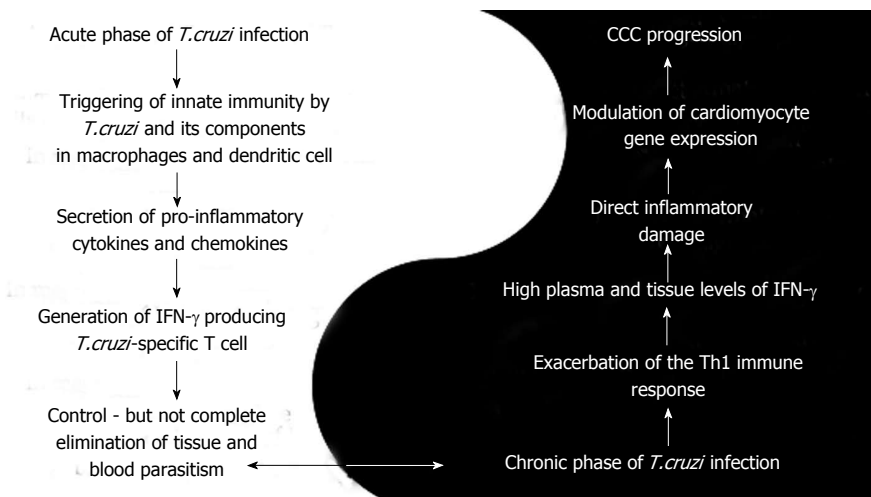 Acute phase of T.cruzi infection
Triggering of innate immunity by
T.cruzi and its components
in macrophages and dendritic cell
Secretion of pro-inflammatory
cytokines and chemokines
Generation of IFN-γ producing
T.cruzi-specific T cell
Control - but not complete
elimination of tissue and
blood parasitism
CCC progression
Modulation of cardiomyocyte
gene expression
Direct inflammatory
damage
High plasma and tissue levels of IFN-γ
Exacerbation of the Th1 immune
response
Chronic phase of T.cruzi infection